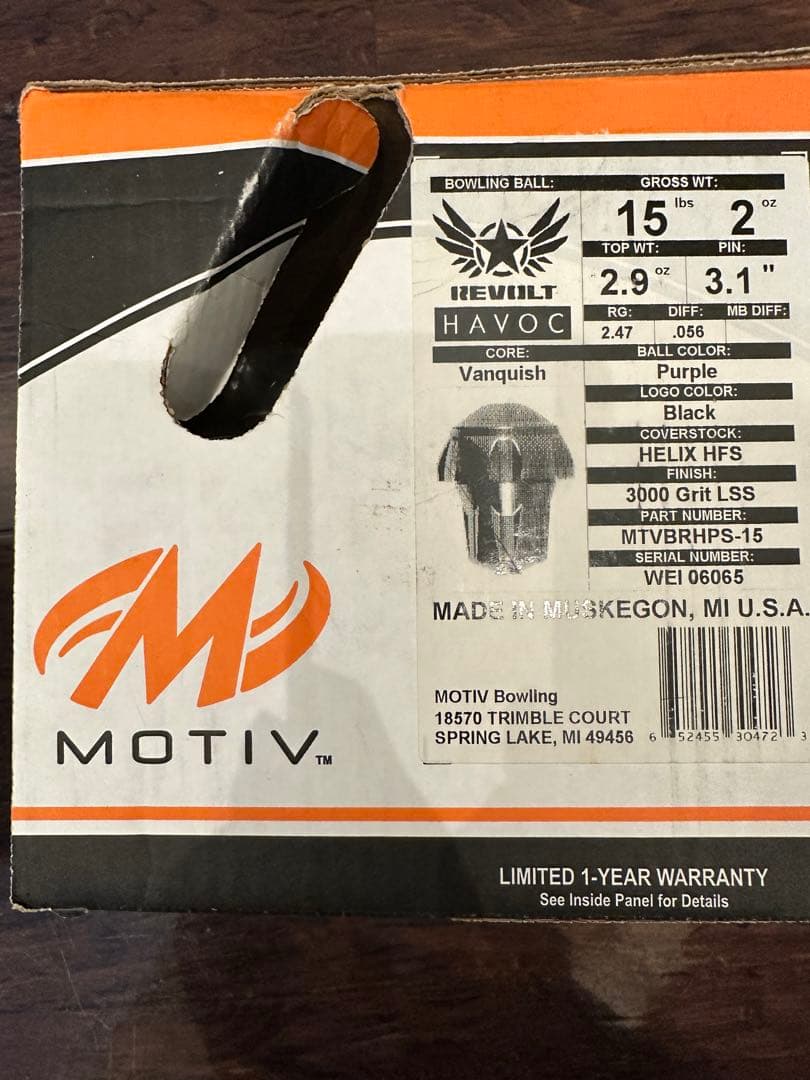 BOWLING BALL:
GROSS WT:
15 lbs 2 oz
REVOLT
HAVOC
TOP WT: PIN:
2.9 oz 3.1 "
RG: DIFF: MB DIFF:
2.47 .056
CORE:
Vanquish
BALL COLOR:
Purple
LOGO COLOR:
Black
COVERSTOCK:
HELIX HFS
FINISH:
3000 Grit LSS
PART NUMBER:
MTVBRHPS-15
SERIAL NUMBER:
WEI 06065
MADE IN MUSKEGON, MI U.S.A.
MOTIV Bowling
18570 TRIMBLE COURT
SPRING LAKE, MI 49456
6 52455 30472 3
MOTIV™
LIMITED 1-YEAR WARRANTY
See Inside Panel for Details